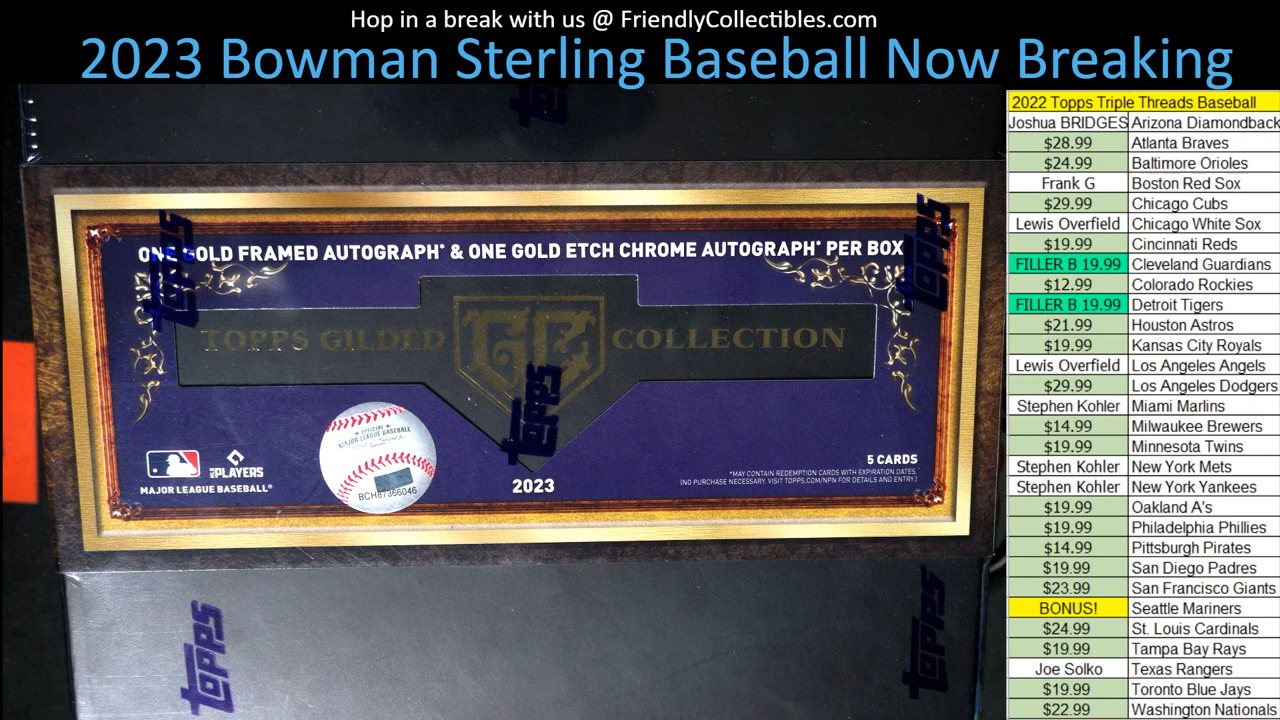 Hop in a break with us @ FriendlyCollectibles.com
2023 Bowman Sterling Baseball Now Breaking
topps
topps
topps
ONE GOLD FRAMED AUTOGRAPH* & ONE GOLD ETCH CHROME AUTOGRAPH* PER BOX
COLLECTION
topps
OFFICIAL
MAJOR LEAGUE BASEBALL
BCH87366046
PLAYERS
MAJOR LEAGUE BASEBALL®
2023
5 CARDS
*MAY CONTAIN REDEMPTION CARDS WITH EXPIRATION DATES.
(NO PURCHASE NECESSARY. VISIT TOPPS.COM/NPN FOR DETAILS AND ENTRY.)
topps
topps
2022 Topps Triple Threads Baseball
Joshua BRIDGES Arizona Diamondback
$28.99 Atlanta Braves
$24.99 Baltimore Orioles
Frank G Boston Red Sox
$29.99 Chicago Cubs
Lewis Overfield Chicago White Sox
$19.99 Cincinnati Reds
FILLER B 19.99 Cleveland Guardians
$12.99 Colorado Rockies
FILLER B 19.99 Detroit Tigers
$21.99 Houston Astros
$19.99 Kansas City Royals
Lewis Overfield Los Angeles Angels
$29.99 Los Angeles Dodgers
Stephen Kohler Miami Marlins
$14.99 Milwaukee Brewers
$19.99 Minnesota Twins
Stephen Kohler New York Mets
Stephen Kohler New York Yankees
$19.99 Oakland A's
$19.99 Philadelphia Phillies
$14.99 Pittsburgh Pirates
$19.99 San Diego Padres
$23.99 San Francisco Giants
BONUS! Seattle Mariners
$24.99 St. Louis Cardinals
$19.99 Tampa Bay Rays
Joe Solko Texas Rangers
$19.99 Toronto Blue Jays
$22.99 Washington Nationals